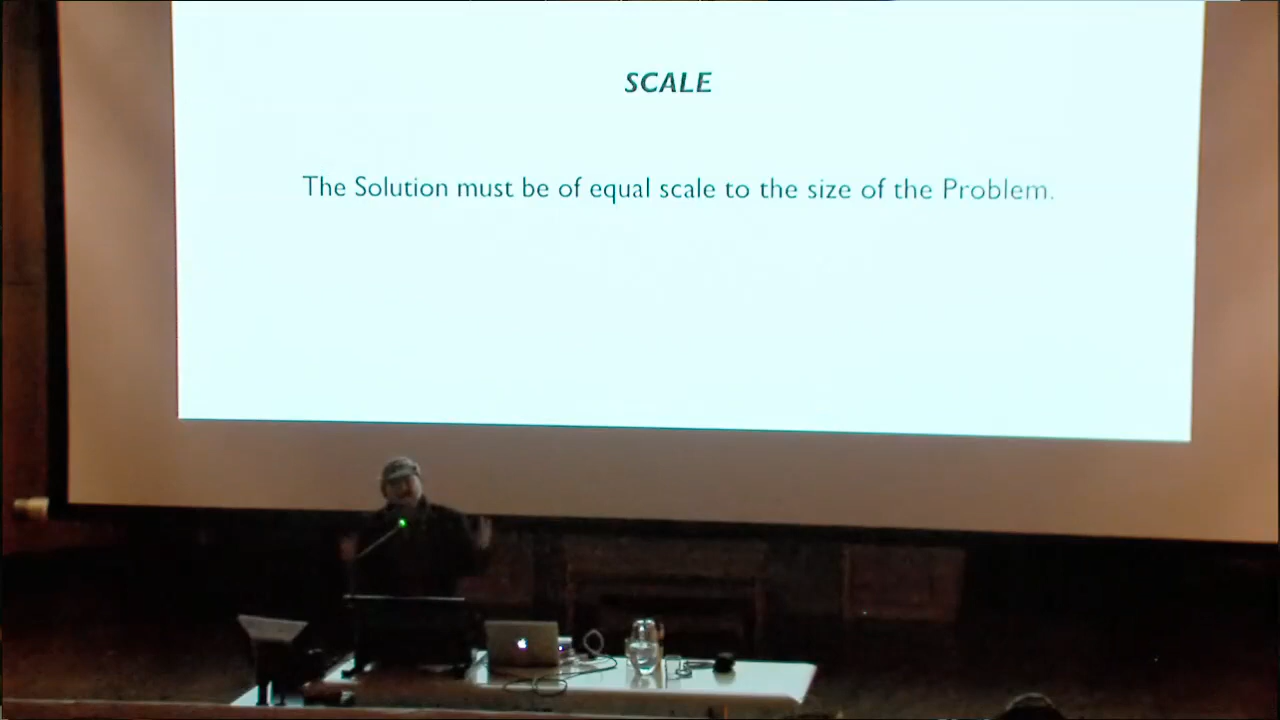 SCALE
The Solution must be of equal scale to the size of the Problem.